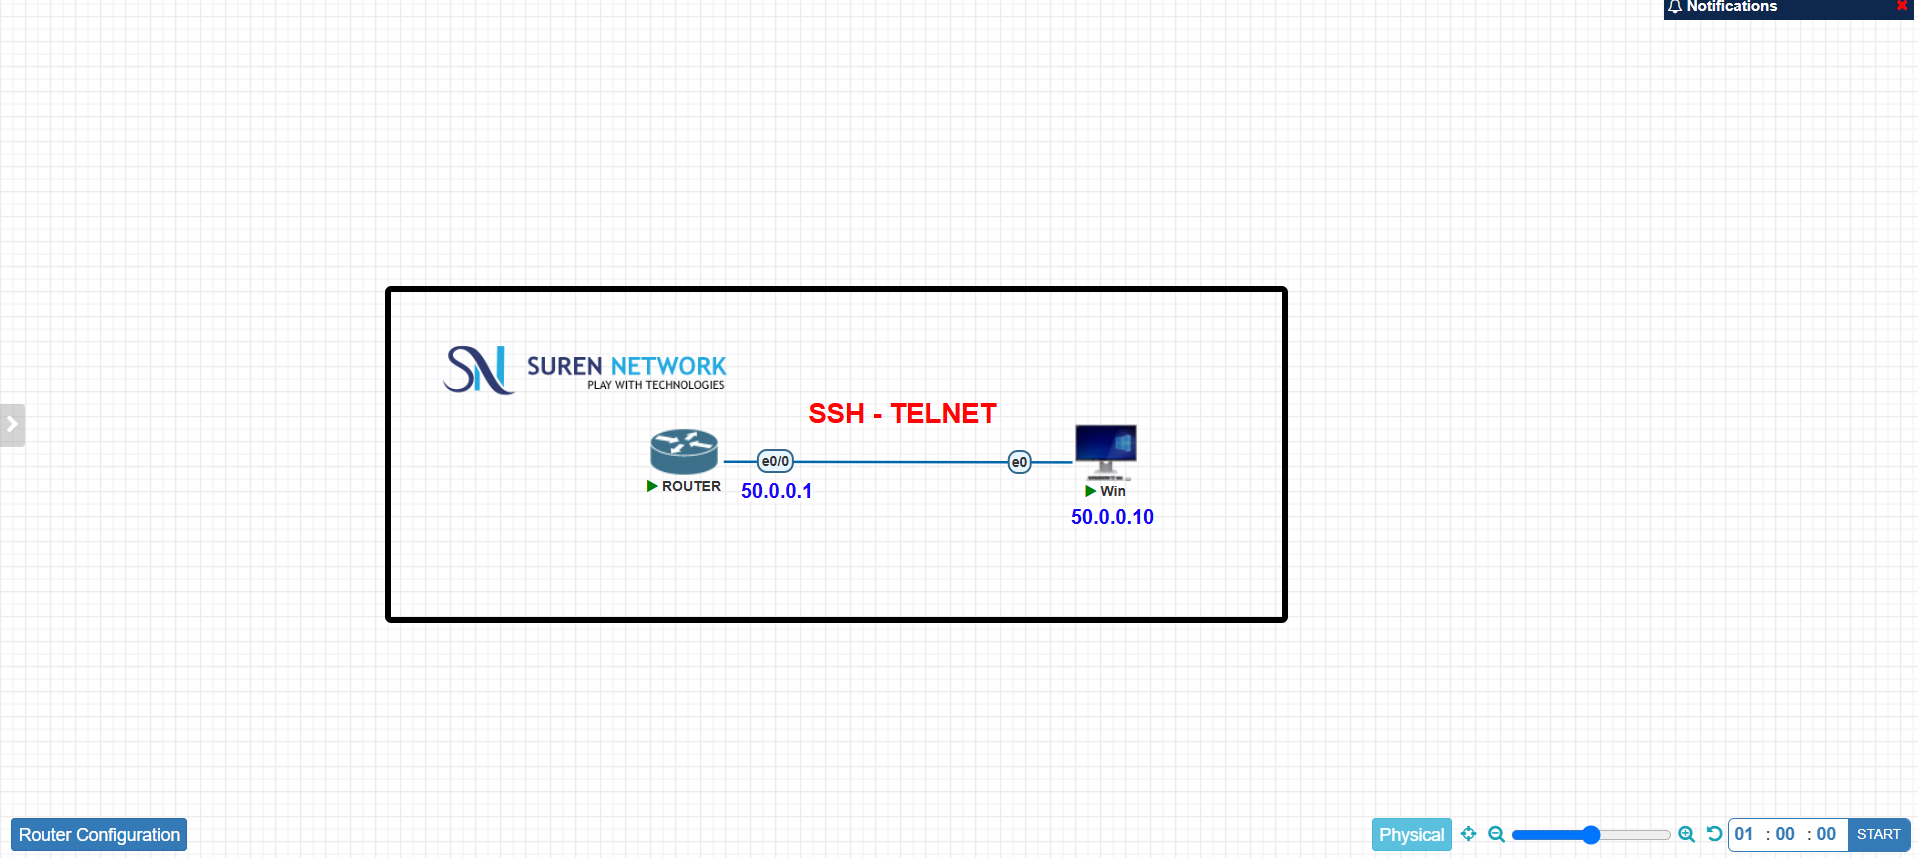 Notifications
SN
SUREN NETWORK
PLAY WITH TECHNOLOGIES
SSH - TELNET
e0/0
e0
ROUTER
50.0.0.1
Win
50.0.0.10
Router Configuration
Physical
01 : 00 : 00
START